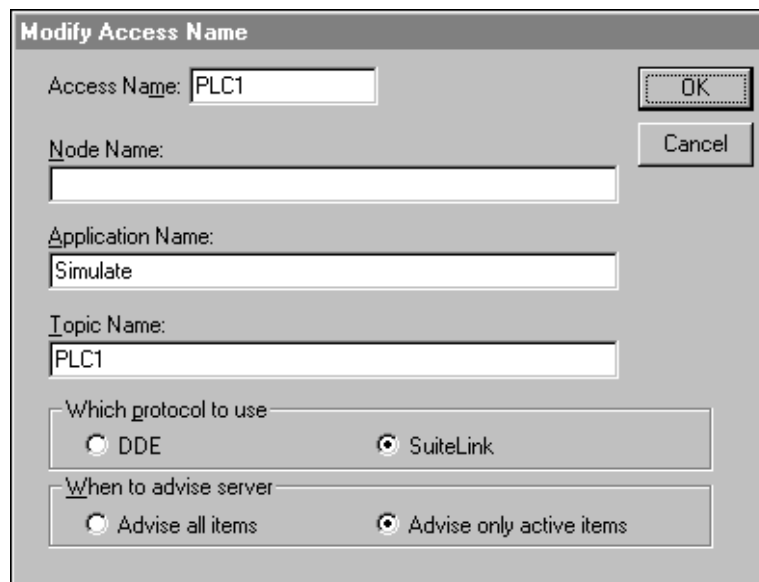 Modify Access Name
Access Name: PLC1
OK
Cancel
Node Name:
Application Name:
Simulate
Topic Name:
PLC1
Which protocol to use
DDE SuiteLink
When to advise server
Advise all items Advise only active items